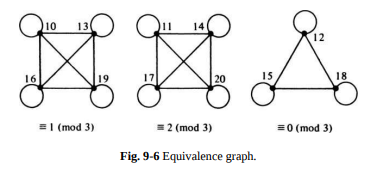 10 13 11 14 12
16 19 17 20 15 18
≡ 1 (mod 3) ≡ 2 (mod 3) ≡ 0 (mod 3)
Fig. 9-6 Equivalence graph.